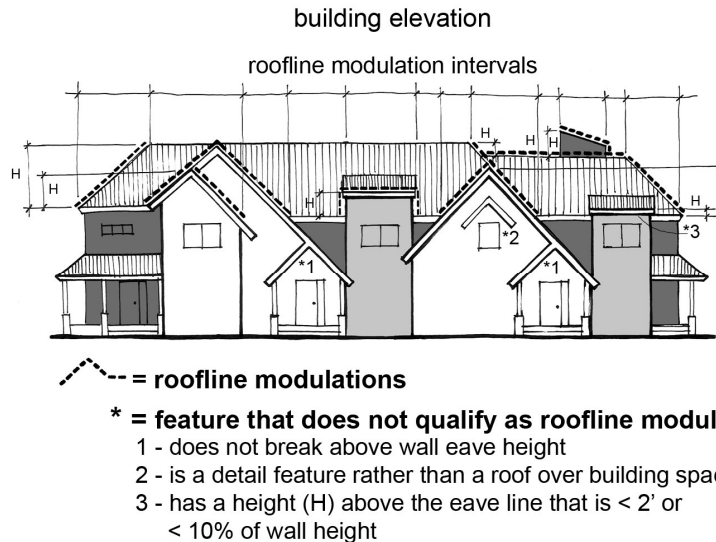 building elevation
roofline modulation intervals
H
H
H
H
H
H
H
*1
*2
*1
*3
= roofline modulations
* = feature that does not qualify as roofline modul
1 - does not break above wall eave height
2 - is a detail feature rather than a roof over building spac
3 - has a height (H) above the eave line that is < 2' or
< 10% of wall height